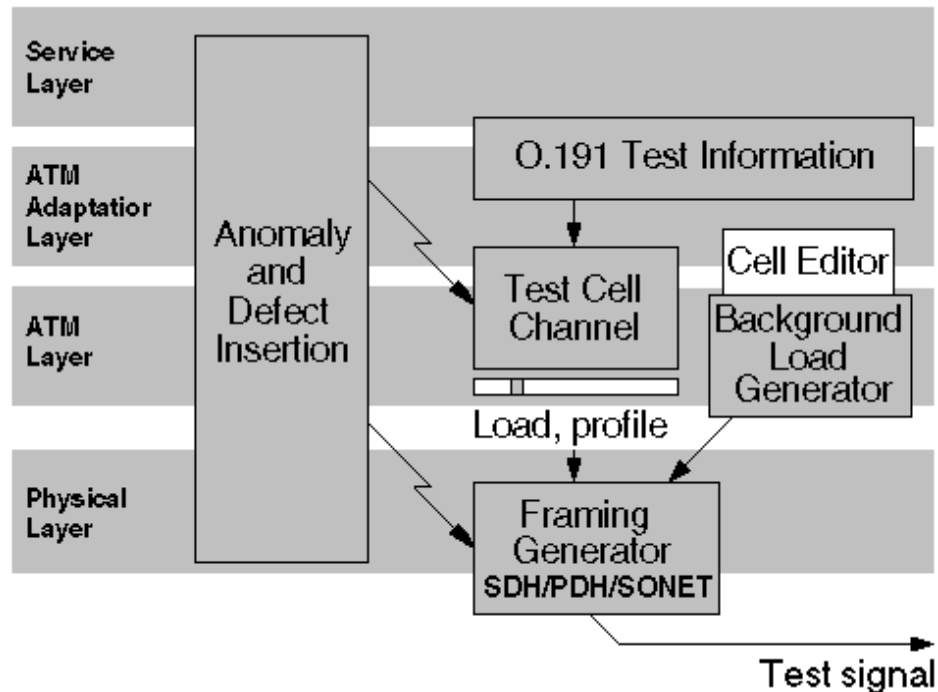 Service
Layer
O.191 Test Information
ATM
Adaptatior
Layer
Anomaly
and
Defect
Insertion
Cell Editor
Test Cell
Channel
ATM
Layer
Background
Load
Generator
Load, profile
Physical
Layer
Framing
Generator
SDH/PDH/SONET
Test signal